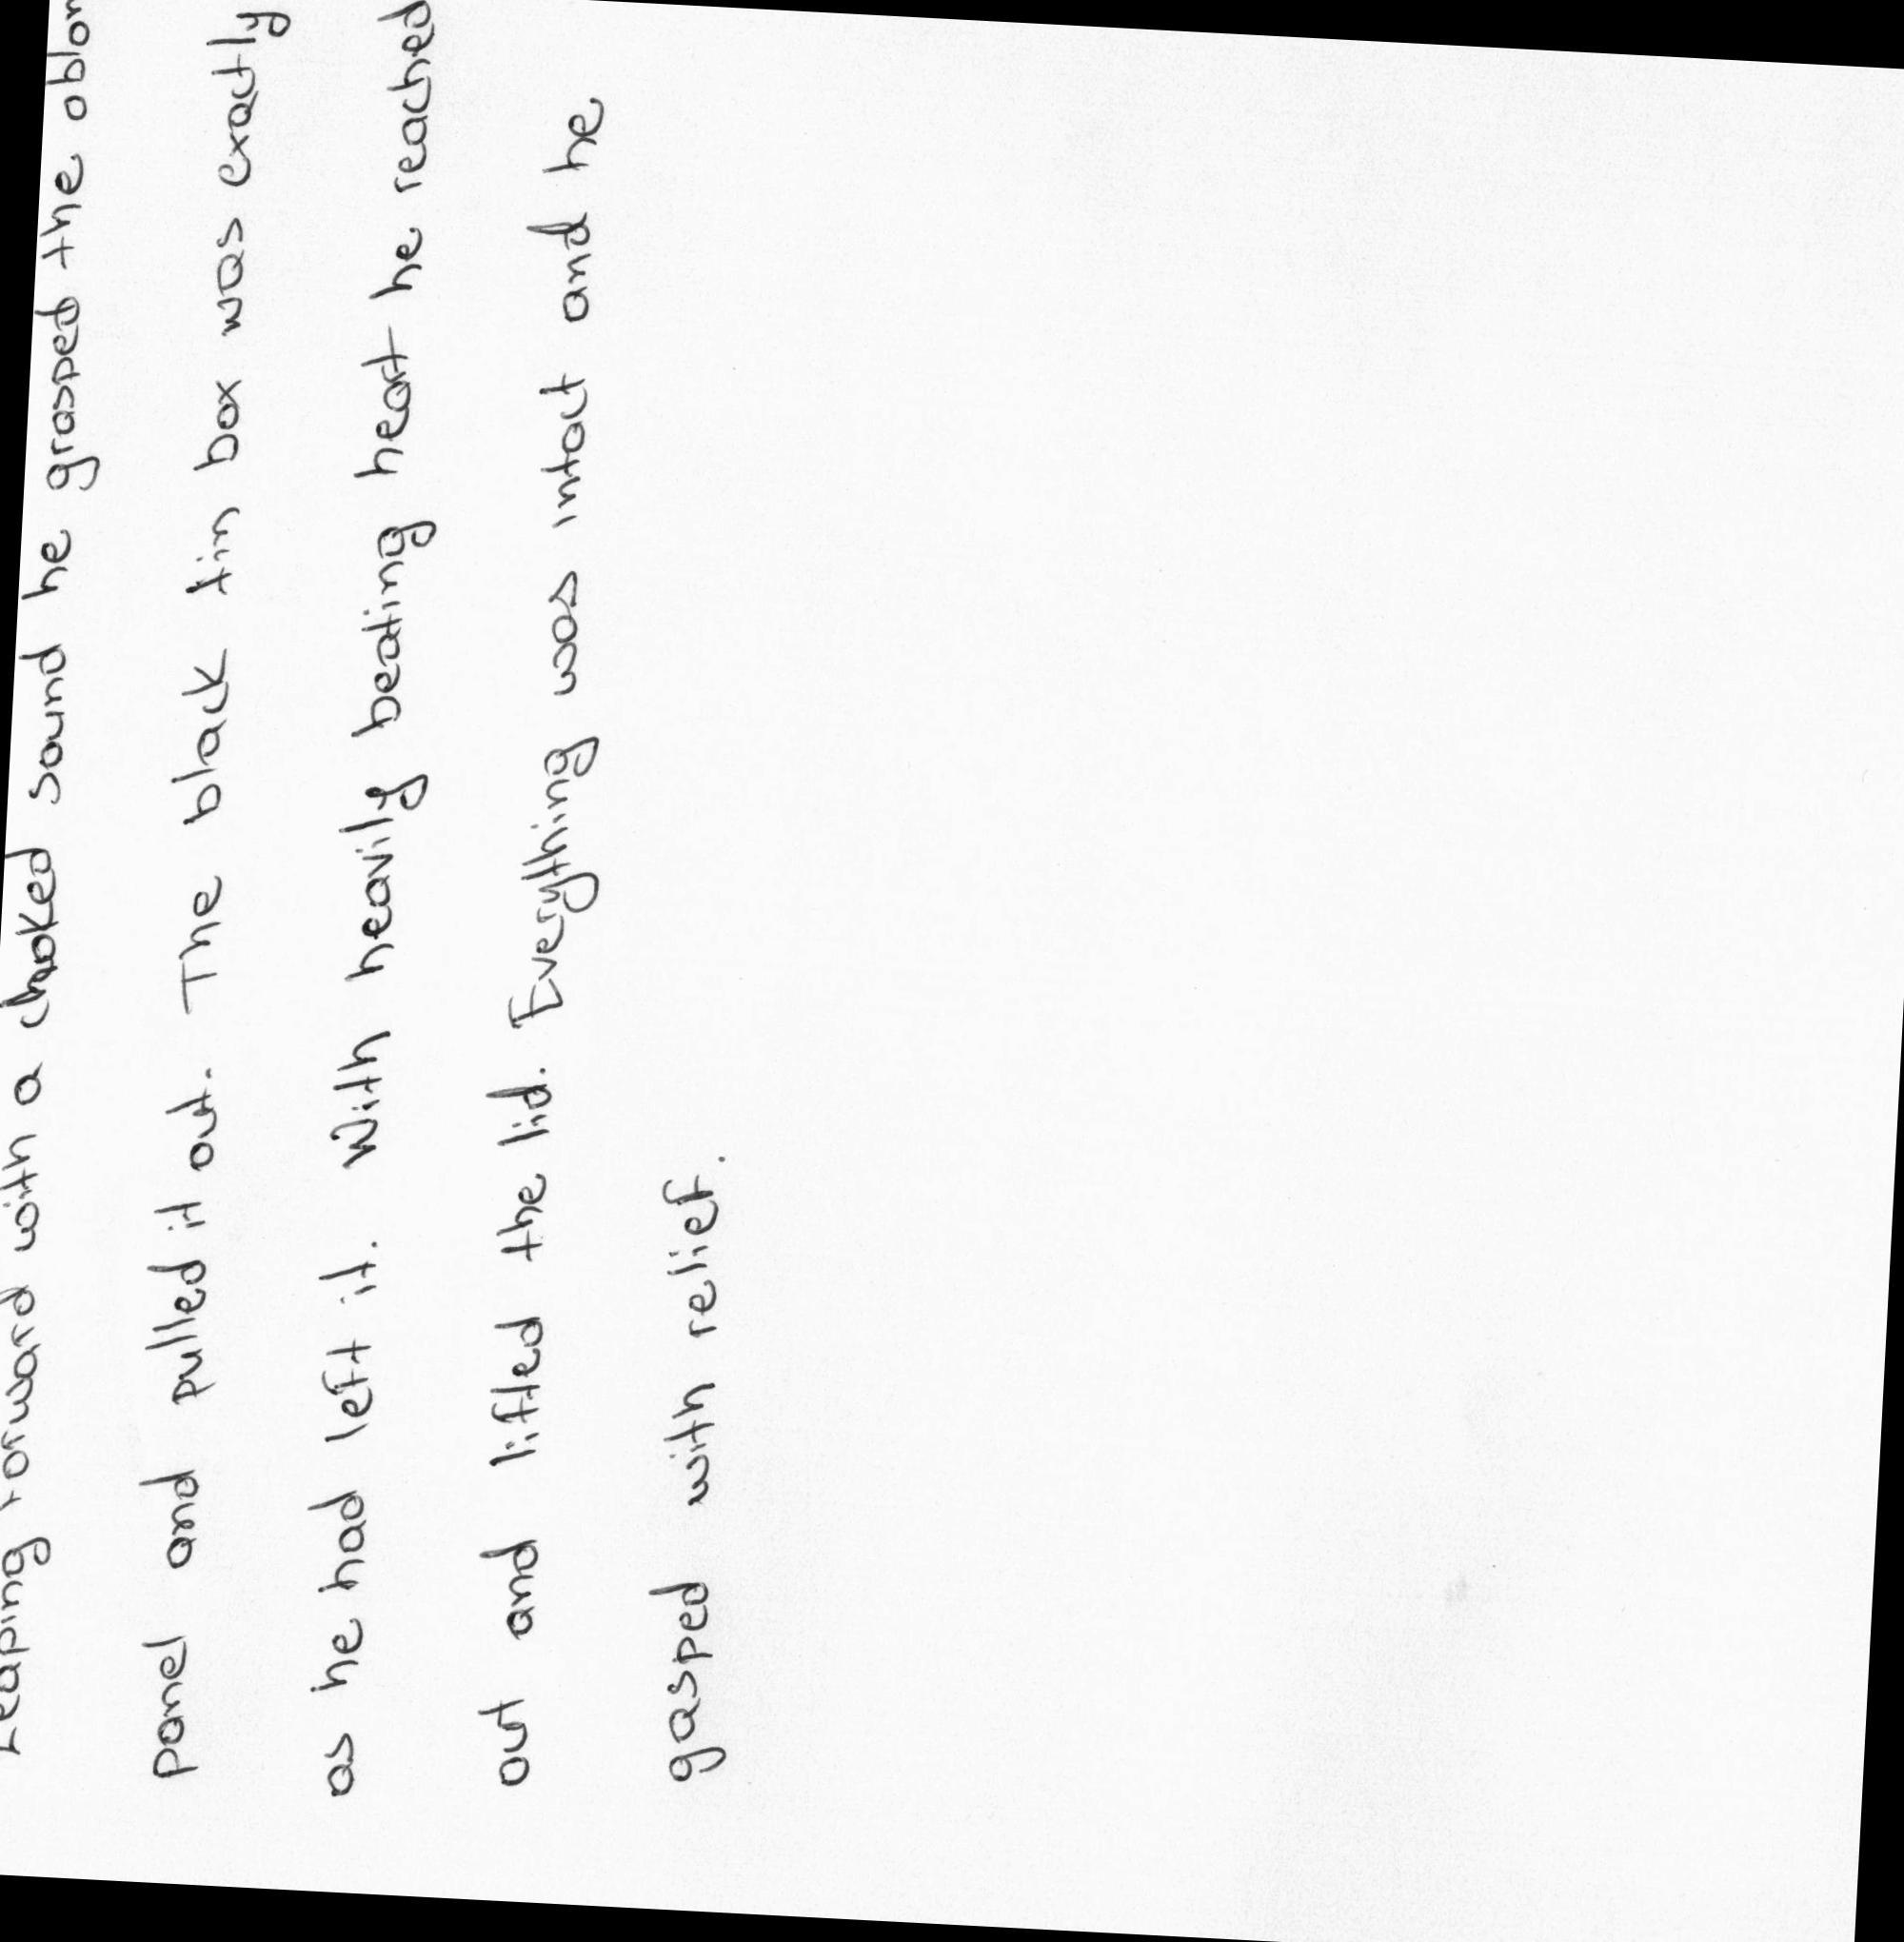 Leaping forward with a choked sound he grasped the
panel and pulled it out. The black tin box was exactly
as he had left it. With heavily beating heart he reached
out and lifted the lid. Everything was intact and he
gasped with relief.